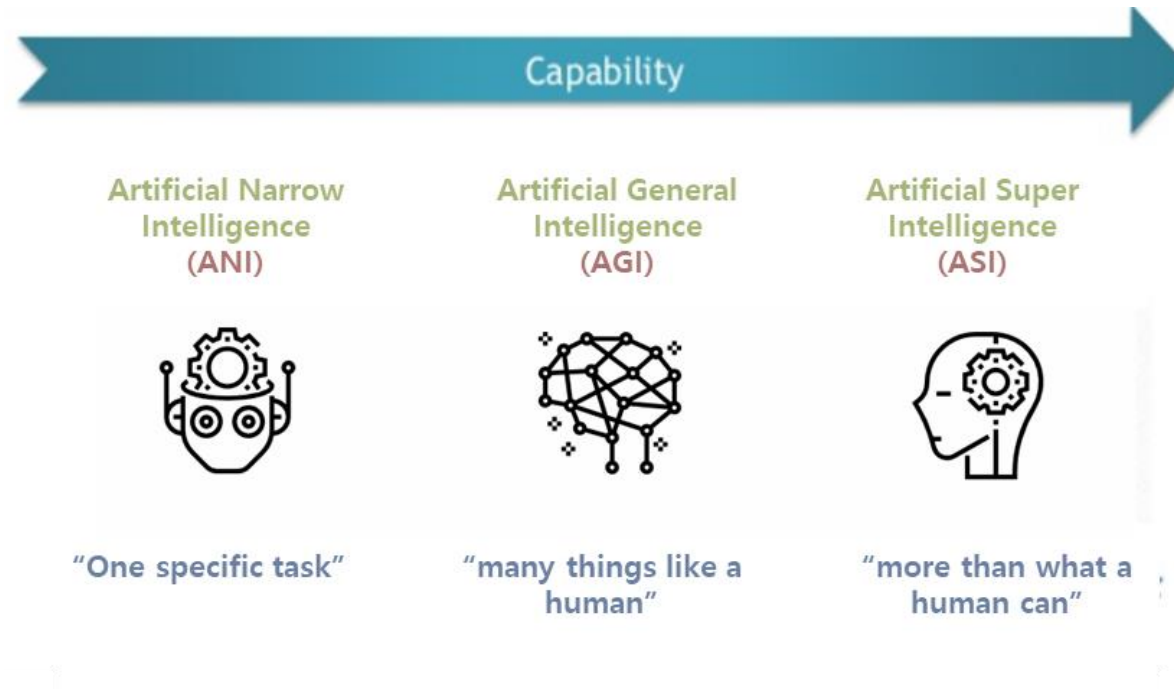 Capability
Artificial Narrow
Intelligence
(ANI)
Artificial General
Intelligence
(AGI)
Artificial Super
Intelligence
(ASI)
“One specific task”
“many things like a
human”
“more than what a
human can”